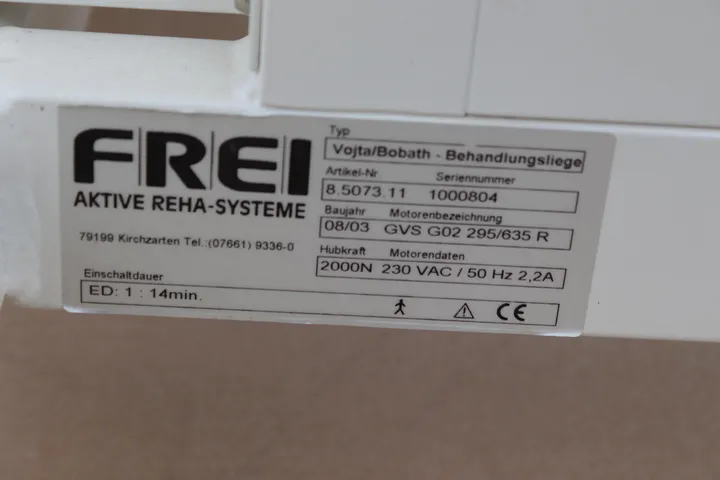 FREI
AKTIVE REHA-SYSTEME
79199 Kirchzarten Tel.:(07661) 9336-0
Typ
Vojta/Bobath - Behandlungsliege
Artikel-Nr. Seriennummer
8.5073.11 1000804
Baujahr Motorenbezeichnung
08/03 GVS G02 295/635 R
Hubkraft Motorendaten
2000N 230 VAC / 50 Hz 2,2A
Einschaltdauer
ED: 1 : 14min.
CE